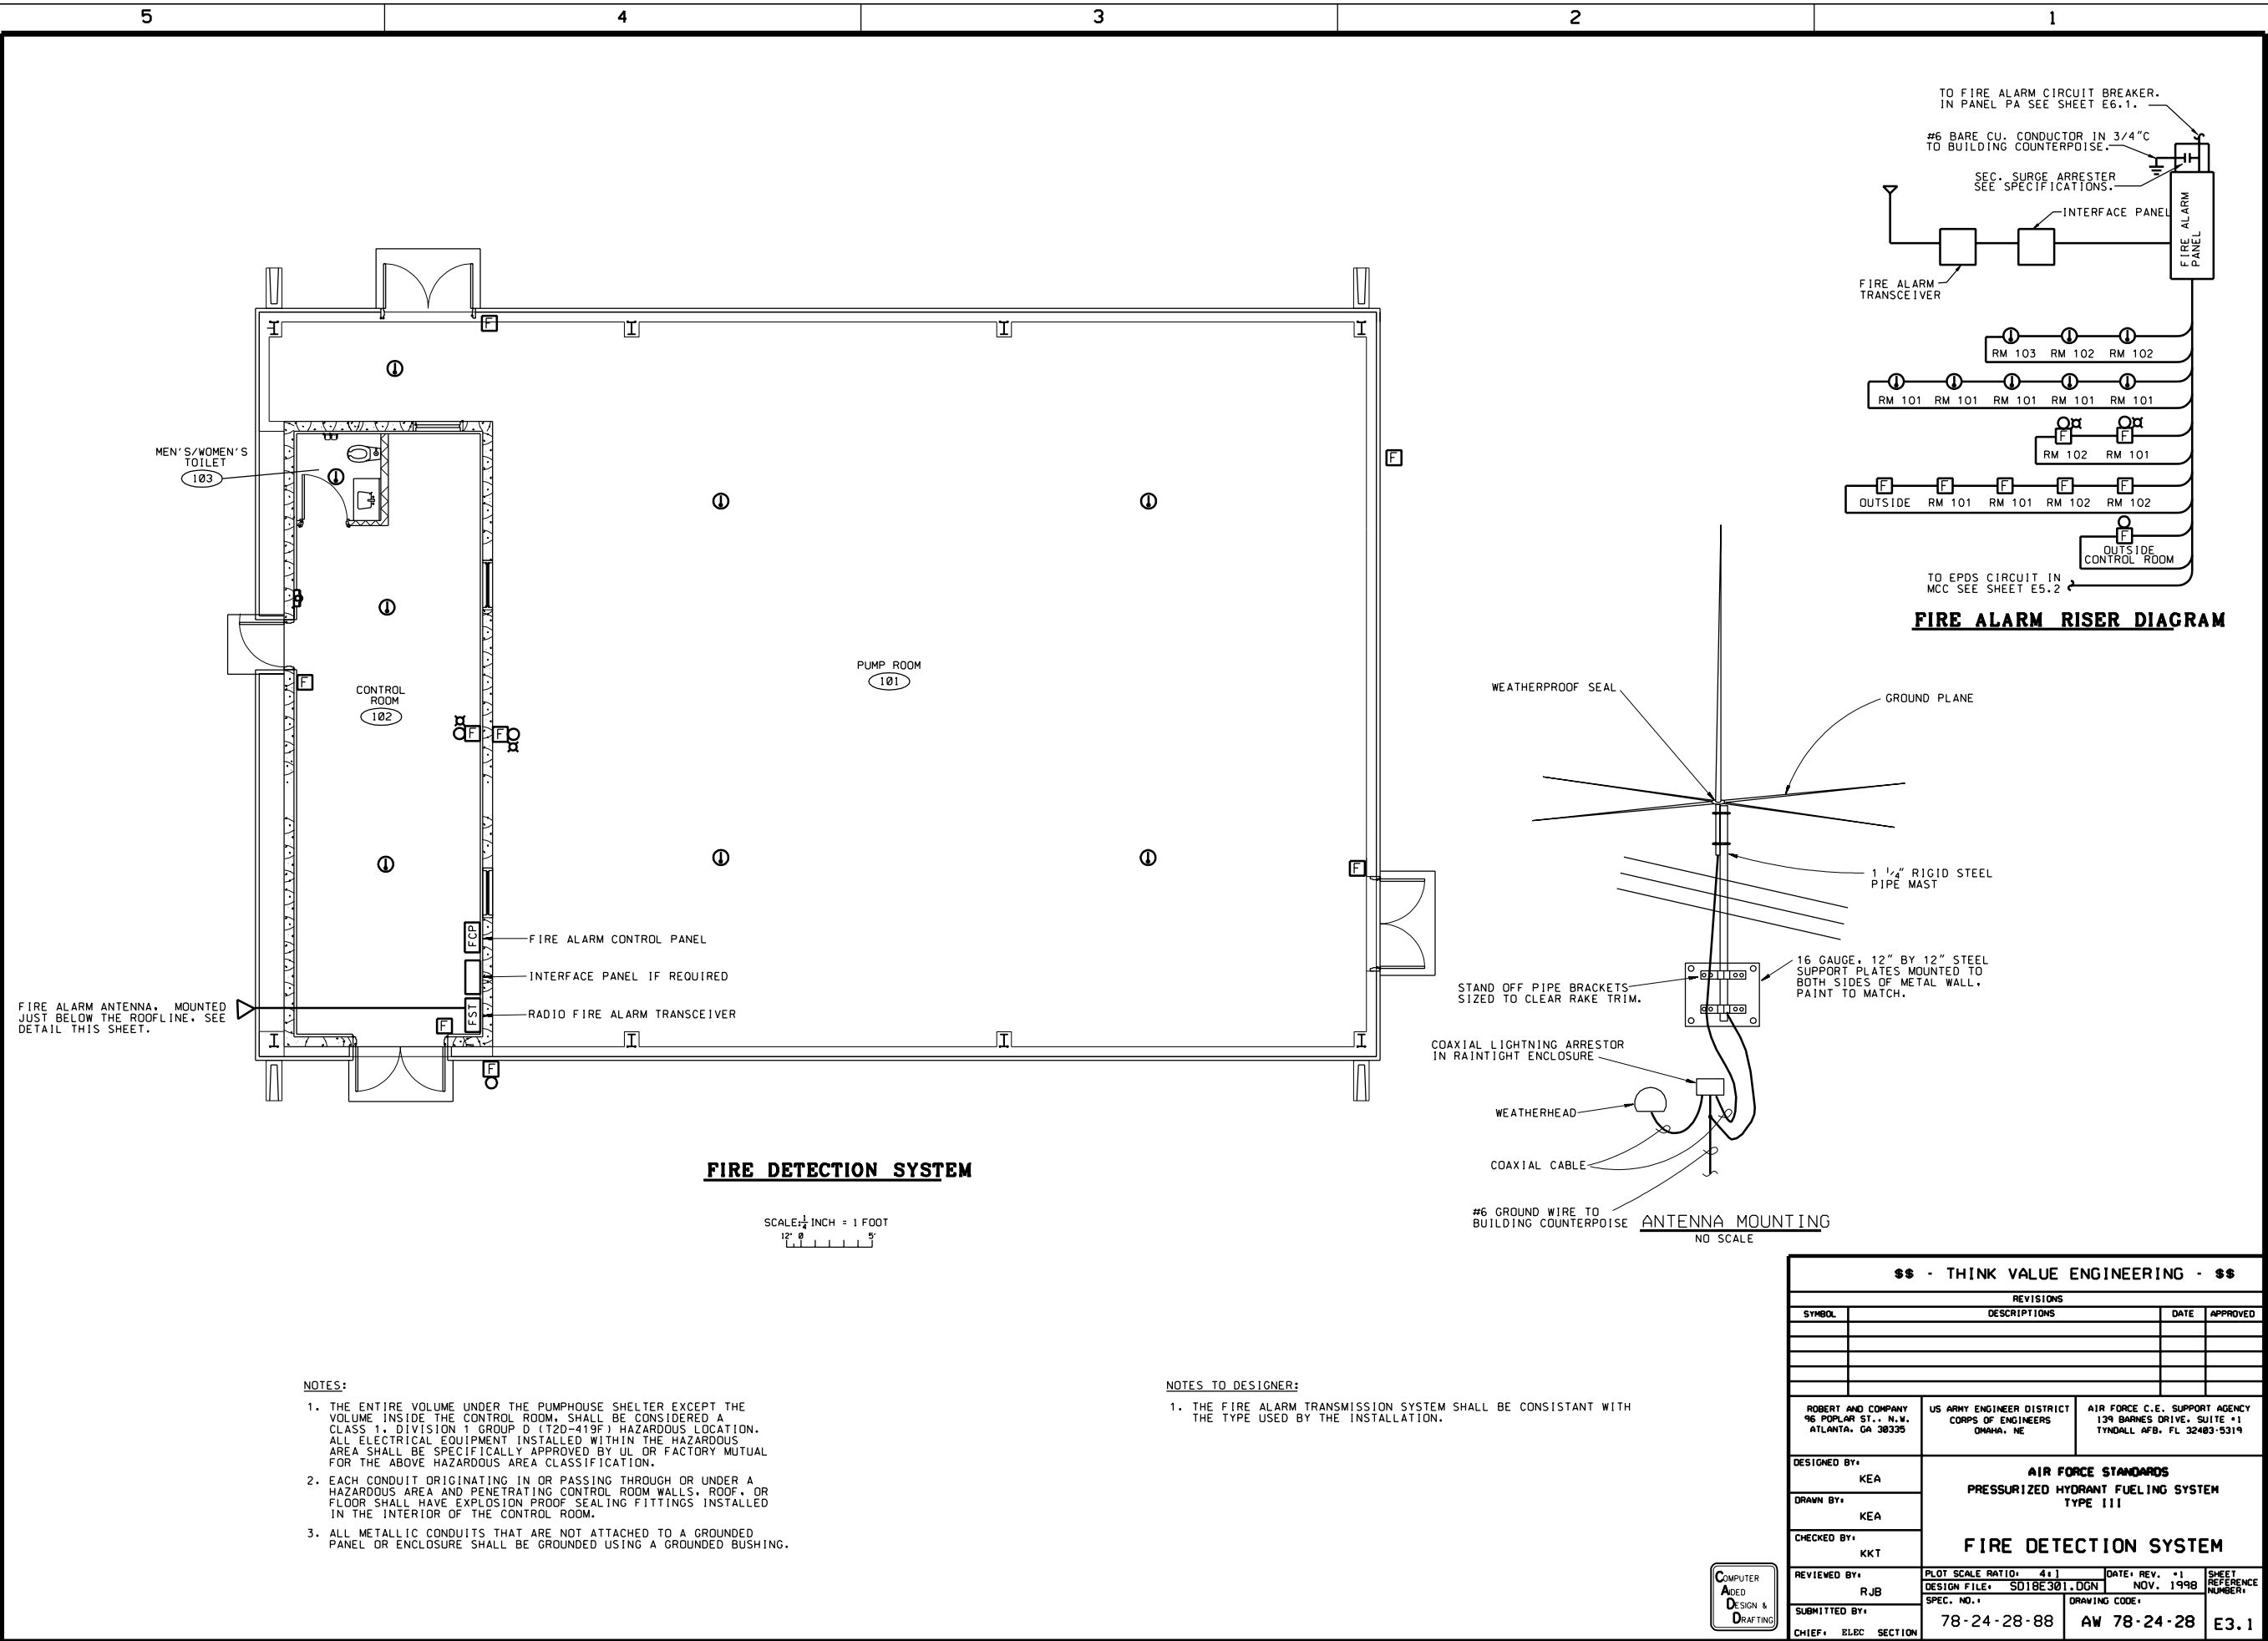 5
4
3
2
1
TO FIRE ALARM CIRCUIT BREAKER.
IN PANEL PA SEE SHEET E6.1.
#6 BARE CU. CONDUCTOR IN 3/4"C
TO BUILDING COUNTERPOISE.
SEC. SURGE ARRESTER
SEE SPECIFICATIONS.
INTERFACE PANEL
FIRE ALARM
PANEL
FIRE ALARM
TRANSCEIVER
RM 103 RM 102 RM 102
RM 101 RM 101 RM 101 RM 101 RM 101
F F
RM 102 RM 101
F F F F F
OUTSIDE RM 101 RM 101 RM 102 RM 102
F
OUTSIDE
CONTROL ROOM
TO EPDS CIRCUIT IN
MCC SEE SHEET E5.2
FIRE ALARM RISER DIAGRAM
F
MEN'S/WOMEN'S
TOILET
103
F
PUMP ROOM
101
F
CONTROL
ROOM
102
F F
F
FCP
FIRE ALARM CONTROL PANEL
INTERFACE PANEL IF REQUIRED
FST
RADIO FIRE ALARM TRANSCEIVER
FIRE ALARM ANTENNA, MOUNTED
JUST BELOW THE ROOFLINE, SEE
DETAIL THIS SHEET.
F
F
FIRE DETECTION SYSTEM
SCALE: 1/4 INCH = 1 FOOT
12" 0 5'
WEATHERPROOF SEAL
GROUND PLANE
1 1/4" RIGID STEEL
PIPE MAST
16 GAUGE, 12" BY 12" STEEL
SUPPORT PLATES MOUNTED TO
BOTH SIDES OF METAL WALL,
PAINT TO MATCH.
STAND OFF PIPE BRACKETS
SIZED TO CLEAR RAKE TRIM.
COAXIAL LIGHTNING ARRESTOR
IN RAINTIGHT ENCLOSURE
WEATHERHEAD
COAXIAL CABLE
#6 GROUND WIRE TO
BUILDING COUNTERPOISE
ANTENNA MOUNTING
NO SCALE
NOTES:
1. THE ENTIRE VOLUME UNDER THE PUMPHOUSE SHELTER EXCEPT THE
VOLUME INSIDE THE CONTROL ROOM, SHALL BE CONSIDERED A
CLASS 1, DIVISION 1 GROUP D (T2D-419F) HAZARDOUS LOCATION.
ALL ELECTRICAL EQUIPMENT INSTALLED WITHIN THE HAZARDOUS
AREA SHALL BE SPECIFICALLY APPROVED BY UL OR FACTORY MUTUAL
FOR THE ABOVE HAZARDOUS AREA CLASSIFICATION.
2. EACH CONDUIT ORIGINATING IN OR PASSING THROUGH OR UNDER A
HAZARDOUS AREA AND PENETRATING CONTROL ROOM WALLS, ROOF, OR
FLOOR SHALL HAVE EXPLOSION PROOF SEALING FITTINGS INSTALLED
IN THE INTERIOR OF THE CONTROL ROOM.
3. ALL METALLIC CONDUITS THAT ARE NOT ATTACHED TO A GROUNDED
PANEL OR ENCLOSURE SHALL BE GROUNDED USING A GROUNDED BUSHING.
NOTES TO DESIGNER:
1. THE FIRE ALARM TRANSMISSION SYSTEM SHALL BE CONSISTANT WITH
THE TYPE USED BY THE INSTALLATION.
COMPUTER
AIDED
DESIGN &
DRAFTING
$$ - THINK VALUE ENGINEERING - $$
REVISIONS
SYMBOL DESCRIPTIONS DATE APPROVED
ROBERT AND COMPANY
96 POPLAR ST., N.W.
ATLANTA, GA 30335
US ARMY ENGINEER DISTRICT
CORPS OF ENGINEERS
OMAHA, NE
AIR FORCE C.E. SUPPORT AGENCY
139 BARNES DRIVE, SUITE #1
TYNDALL AFB, FL 32403-5319
DESIGNED BY:
KEA
DRAWN BY:
KEA
CHECKED BY:
KKT
REVIEWED BY:
RJB
SUBMITTED BY:
CHIEF: ELEC SECTION
AIR FORCE STANDARDS
PRESSURIZED HYDRANT FUELING SYSTEM
TYPE III
FIRE DETECTION SYSTEM
PLOT SCALE RATIO: 4:1
DESIGN FILE: SD18E301.DGN
DATE: REV. #1
NOV. 1998
SHEET
REFERENCE
NUMBER:
SPEC. NO.:
78-24-28-88
DRAWING CODE:
AW 78-24-28
E3.1